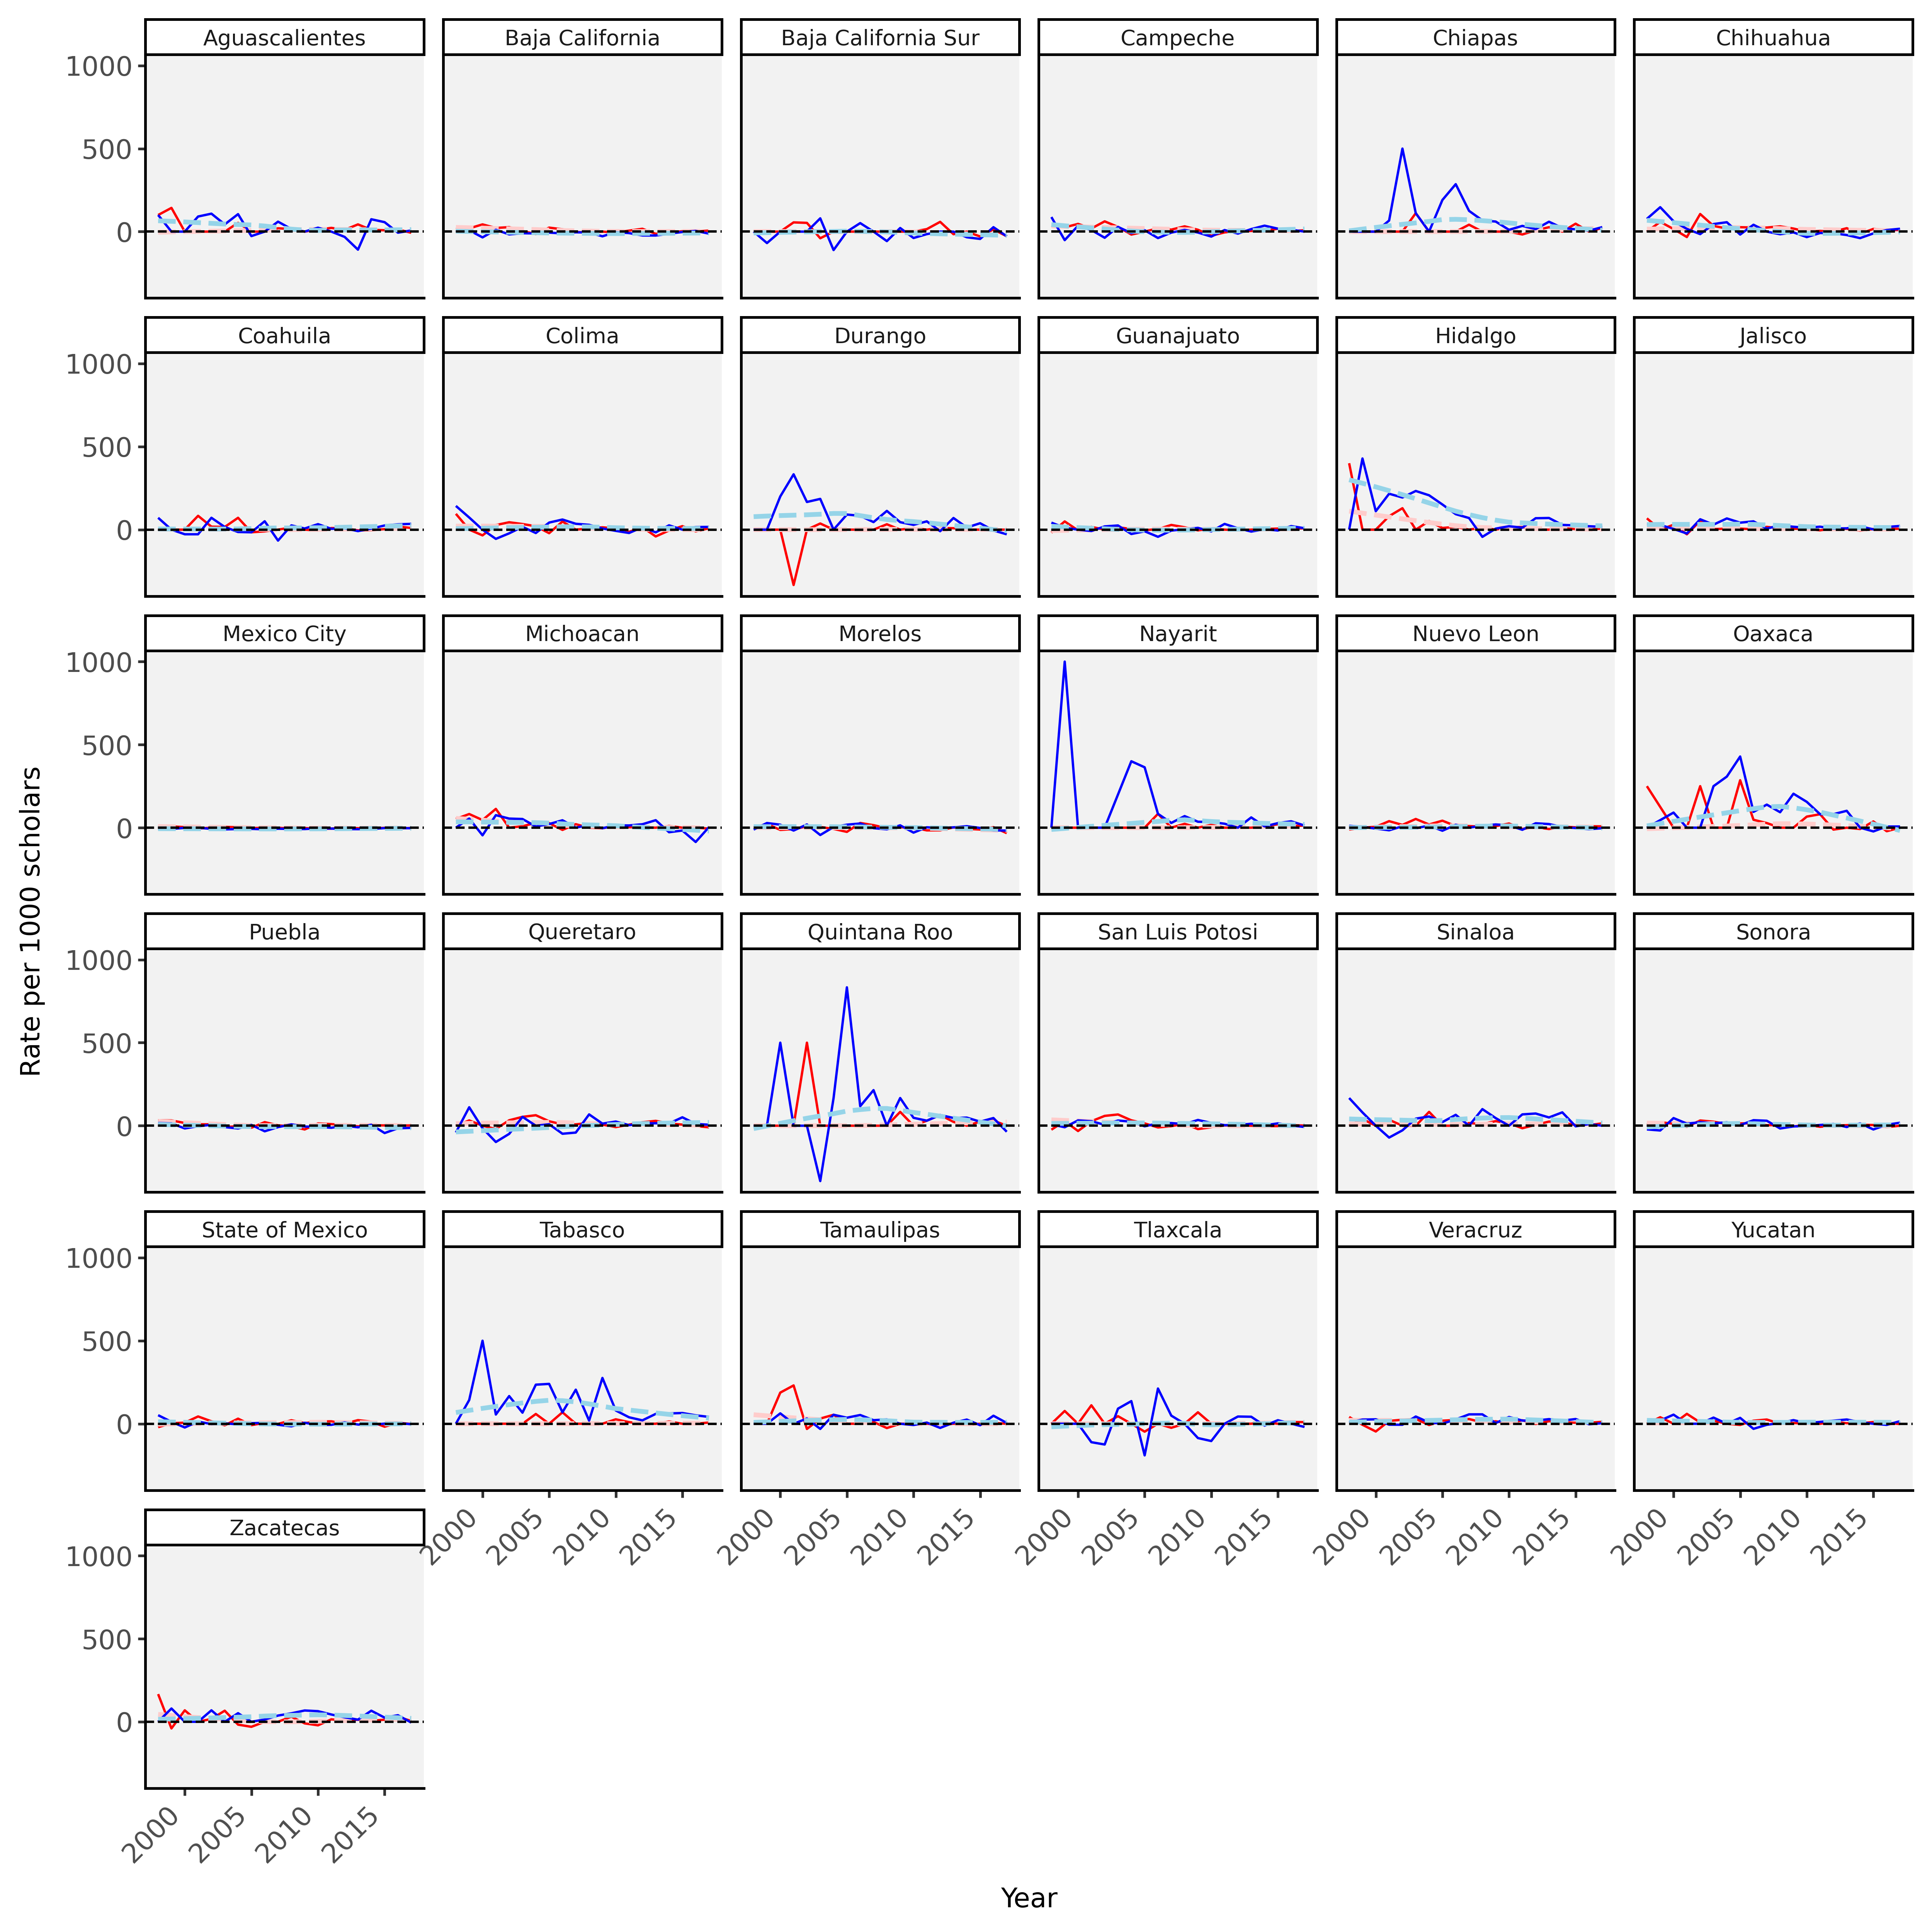 Aguascalientes Baja California Baja California Sur Campeche Chiapas Chihuahua
1000
500
0
Coahuila Colima Durango Guanajuato Hidalgo Jalisco
1000
500
0
Mexico City Michoacan Morelos Nayarit Nuevo Leon Oaxaca
1000
500
0
Rate per 1000 scholars
Puebla Queretaro Quintana Roo San Luis Potosi Sinaloa Sonora
1000
500
0
State of Mexico Tabasco Tamaulipas Tlaxcala Veracruz Yucatan
1000
500
0
2000 2005 2010 2015 2000 2005 2010 2015 2000 2005 2010 2015 2000 2005 2010 2015 2000 2005 2010 2015
Zacatecas
1000
500
0
2000 2005 2010 2015
Year